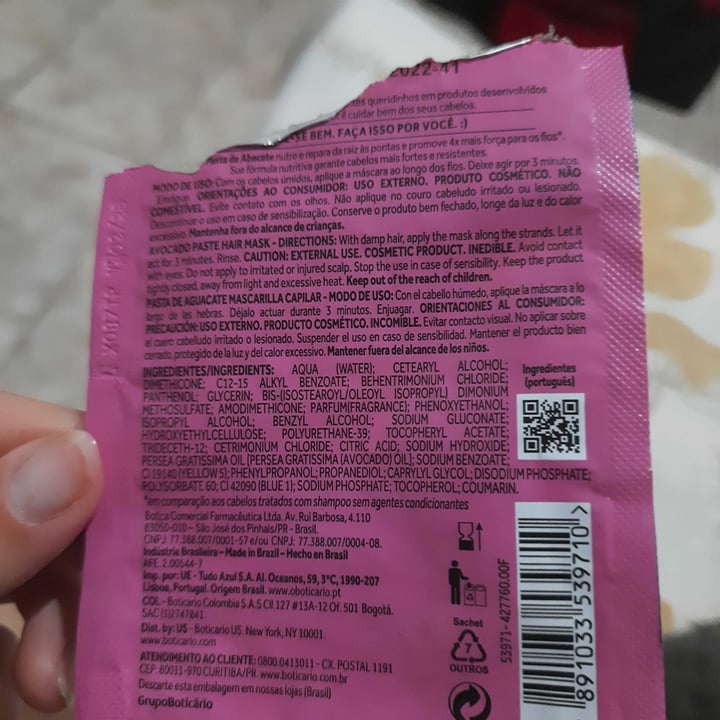 2022-41
queridinhos em produtos desenvolvidos
cuidar bem dos seus cabelos.
SE BEM. FAÇA ISSO POR VOCÊ. :)
Pasta de Abacate nutre e repara da raiz às pontas e promove 4x mais força para os fios*.
Sua fórmula nutritiva garante cabelos mais fortes e resistentes.
MODO DE USO: Com os cabelos úmidos, aplique a máscara ao longo dos fios. Deixe agir por 3 minutos.
Enxágue. ORIENTAÇÕES AO CONSUMIDOR: USO EXTERNO. PRODUTO COSMÉTICO. NÃO
COMESTÍVEL. Evite contato com os olhos. Não aplique no couro cabeludo irritado ou lesionado.
Descontinue o uso em caso de sensibilização. Conserve o produto bem fechado, longe da luz e do calor
excessivo. Mantenha fora do alcance de crianças.
AVOCADO PASTE HAIR MASK - DIRECTIONS: With damp hair, apply the mask along the strands. Let it
act for 3 minutes. Rinse. CAUTION: EXTERNAL USE. COSMETIC PRODUCT. INEDIBLE. Avoid contact
with eyes. Do not apply to irritated or injured scalp. Stop the use in case of sensibility. Keep the product
tightly closed, away from light and excessive heat. Keep out of the reach of children.
PASTA DE AGUACATE MASCARILLA CAPILAR - MODO DE USO: Con el cabello húmedo, aplique la máscara a lo
largo de las hebras. Déjalo actuar durante 3 minutos. Enjuagar. ORIENTACIONES AL CONSUMIDOR:
PRECAUCIÓN: USO EXTERNO. PRODUCTO COSMÉTICO. INCOMIBLE. Evitar contacto visual. No aplicar sobre
el cuero cabeludo irritado o lesionado. Suspender el uso en caso de sensibilidad. Mantener el producto bien
cerrado, protegido de la luz y del calor excessivo. Mantener fuera del alcance de los niños.
INGREDIENTES/INGREDIENTS: AQUA (WATER); CETEARYL ALCOHOL;
DIMETHICONE; C12-15 ALKYL BENZOATE; BEHENTRIMONIUM CHLORIDE;
PANTHENOL; GLYCERIN; BIS-(ISOSTEAROYL/OLEOYL ISOPROPYL) DIMONIUM
METHOSULFATE; AMODIMETHICONE; PARFUM(FRAGRANCE); PHENOXYETHANOL;
ISOPROPYL ALCOHOL; BENZYL ALCOHOL; SODIUM GLUCONATE;
HYDROXYETHYLCELLULOSE; POLYURETHANE-39; TOCOPHERYL ACETATE;
TRIDECETH-12; CETRIMONIUM CHLORIDE; CITRIC ACID; SODIUM HYDROXIDE;
PERSEA GRATISSIMA OIL [PERSEA GRATISSIMA (AVOCADO) OIL]; SODIUM BENZOATE;
CI 19140 (YELLOW 5); PHENYLPROPANOL; PROPANEDIOL; CAPRYLYL GLYCOL; DISODIUM PHOSPHATE;
POLYSORBATE 60; CI 42090 (BLUE 1); SODIUM PHOSPHATE; TOCOPHEROL; COUMARIN.
Ingredientes
(português)
*em comparação aos cabelos tratados com shampoo sem agentes condicionantes
Botica Comercial Farmacêutica Ltda. Av. Rui Barbosa, 4.110
83050-010 - São José dos Pinhais/PR - Brasil.
CNPJ: 77.388.007/0001-57 e/ou CNPJ: 77.388.007/0004-08.
Indústria Brasileira - Made in Brazil - Hecho en Brasil
AFE. 2.00544-7
Imp. por: UE - Tudo Azul S.A. Al. Oceanos, 59, 3°C, 1990-207
Lisboa, Portugal. Origem Brasil. www.oboticario.pt
COL - Boticario Colombia S.A.S Cll.127 #13A-12 Of. 501 Bogotá.
SAC (1)2747841.
Dist. by: US - Boticario US. New York, NY 10001.
www.boticario.com
ATENDIMENTO AO CLIENTE: 0800.0413011 - CX. POSTAL 1191
CEP: 80011-970 CURITIBA/PR. www.boticario.com.br
Descarte esta embalagem em nossas lojas (Brasil)
GrupoBoticário
Sachet
7
OUTROS
53971-427760.00F
891033 539710